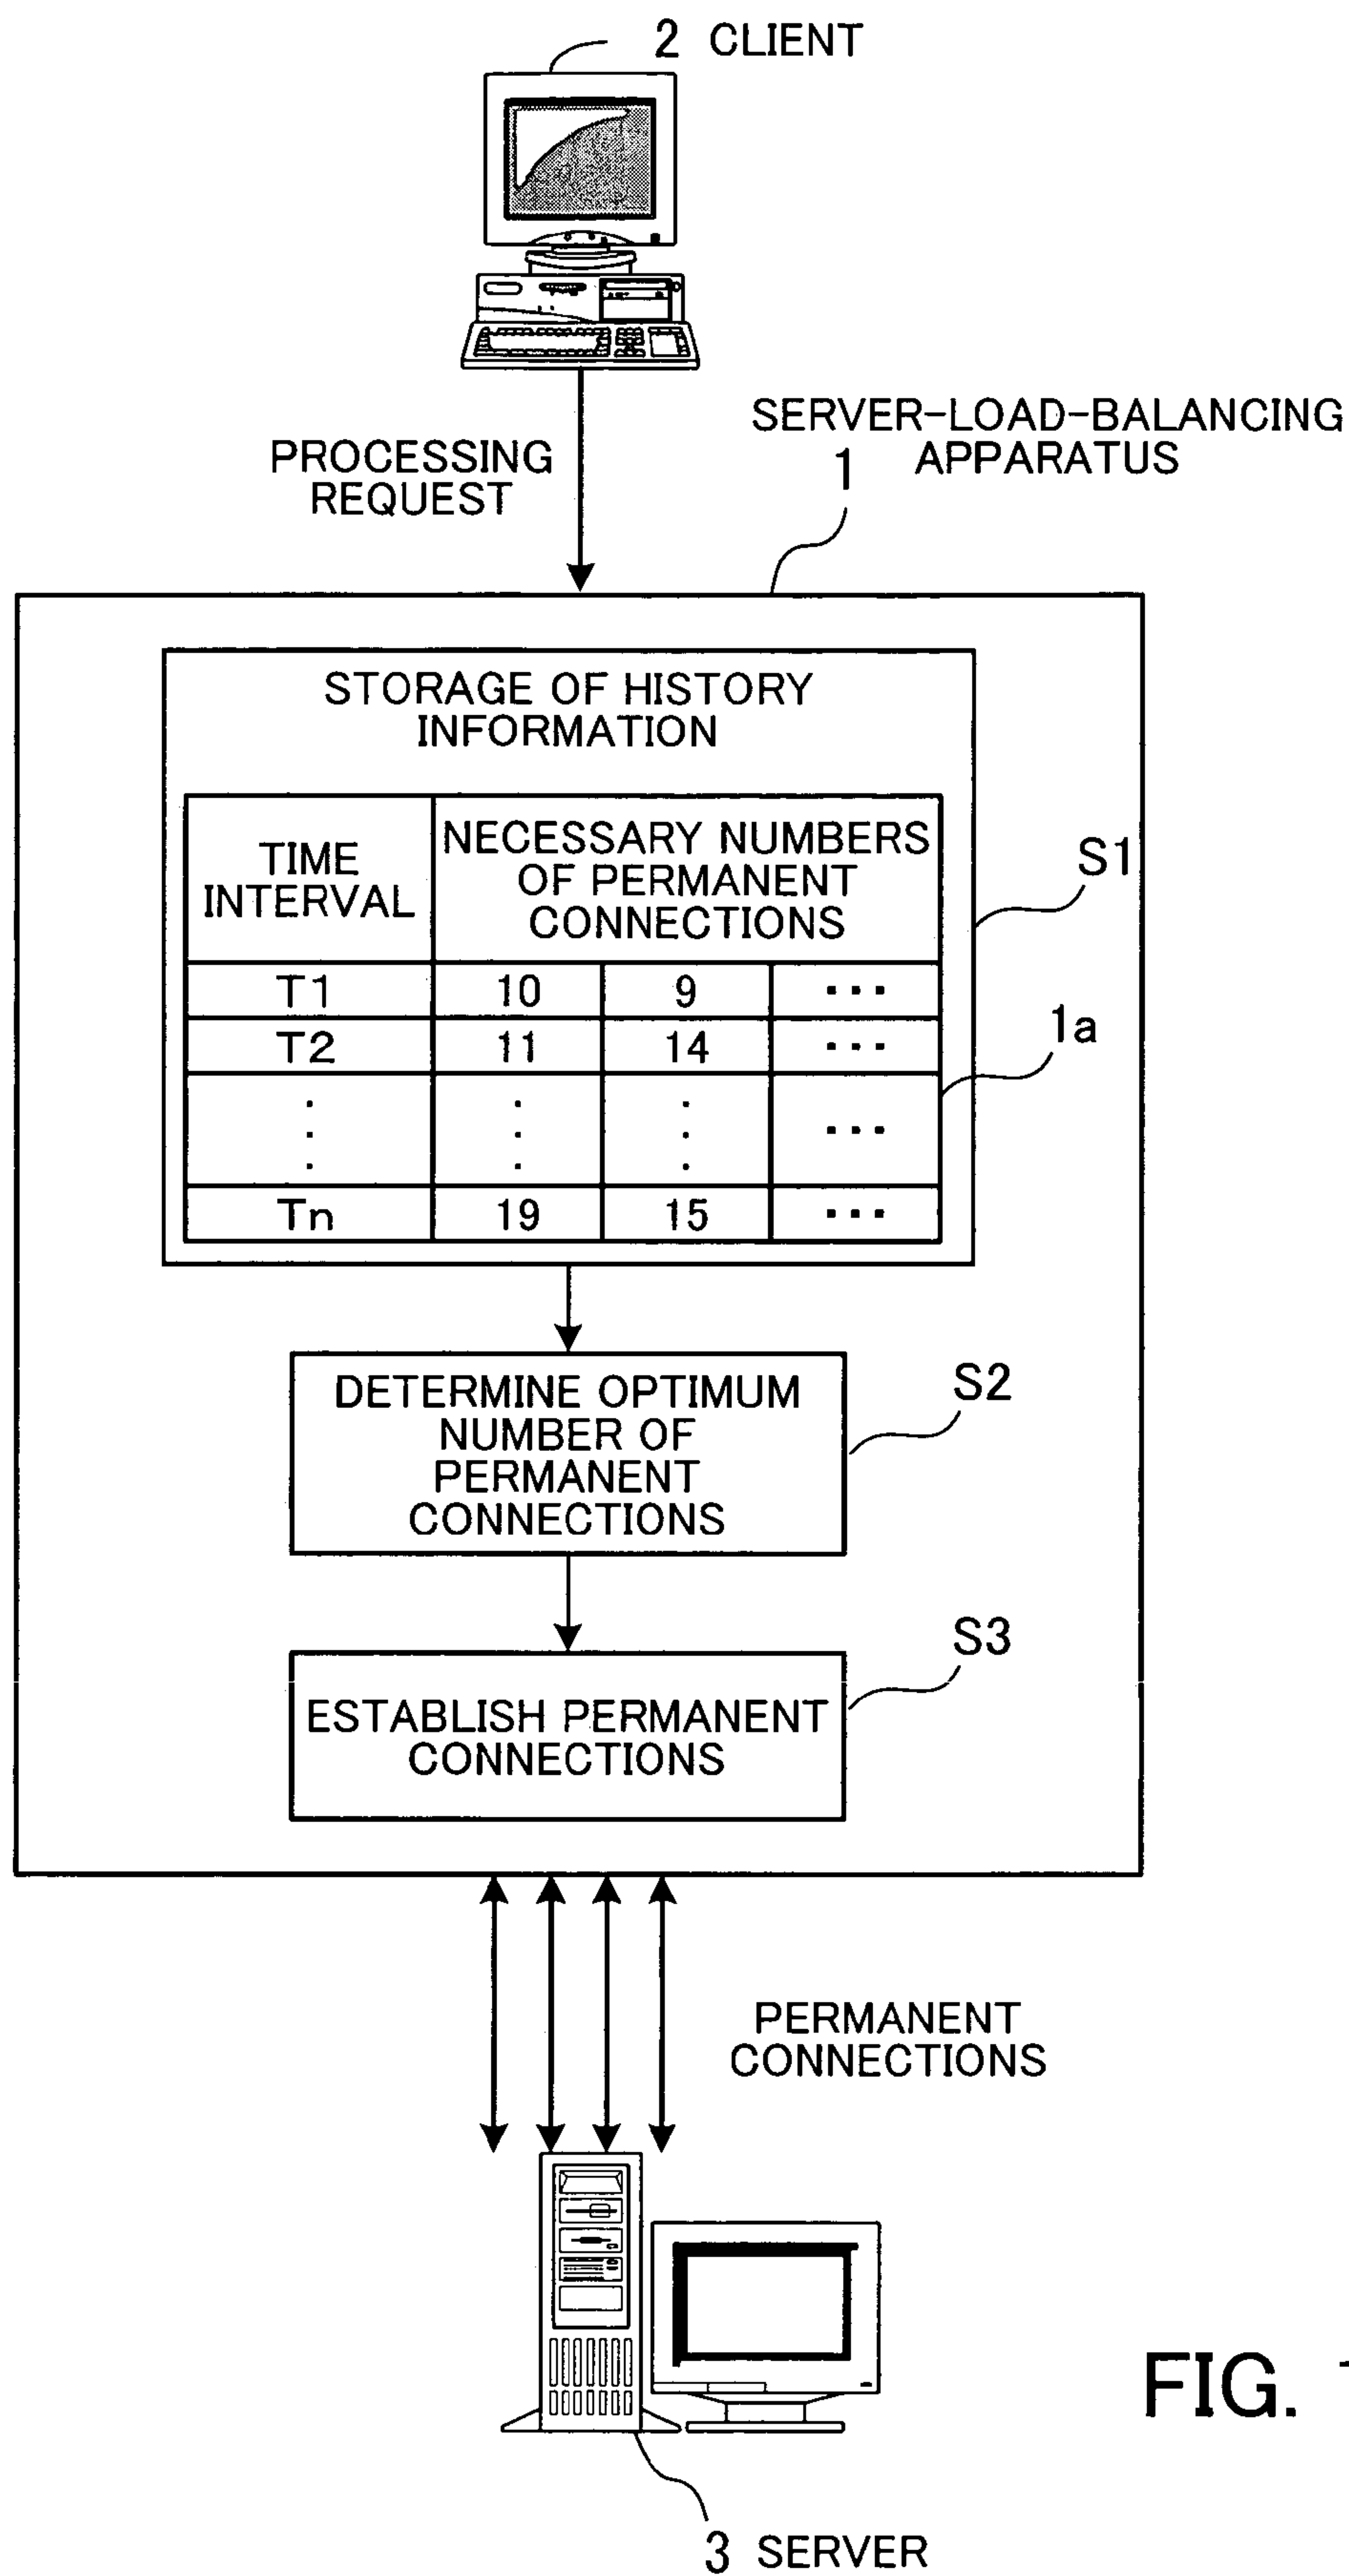 2 CLIENT
PROCESSING
REQUEST
SERVER-LOAD-BALANCING
APPARATUS
1
STORAGE OF HISTORY
INFORMATION
TIME
INTERVAL
NECESSARY NUMBERS
OF PERMANENT
CONNECTIONS
S1
T1 10 9 ...
1a
T2 11 14 ...
. . . ...
. . .
. . .
Tn 19 15 ...
DETERMINE OPTIMUM
NUMBER OF
PERMANENT
CONNECTIONS
S2
S3
ESTABLISH PERMANENT
CONNECTIONS
PERMANENT
CONNECTIONS
FIG.
3 SERVER